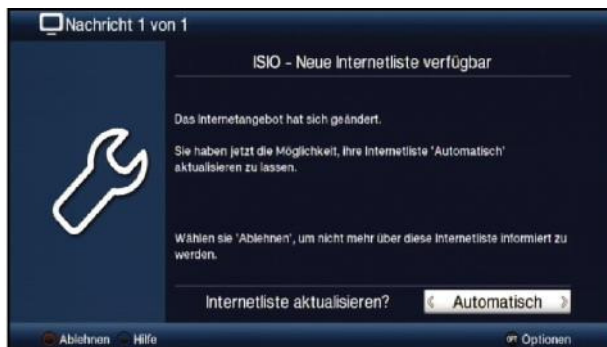 Nachricht 1 von 1
ISIO - Neue Internetliste verfügbar
Das Internetangebot hat sich geändert.
Sie haben jetzt die Möglichkeit, ihre Internetliste 'Automatisch'
aktualisieren zu lassen.
Wählen sie 'Ablehnen', um nicht mehr über diese Internetliste informiert zu
werden.
Internetliste aktualisieren? Automatisch
Ablehnen Hilfe Optionen